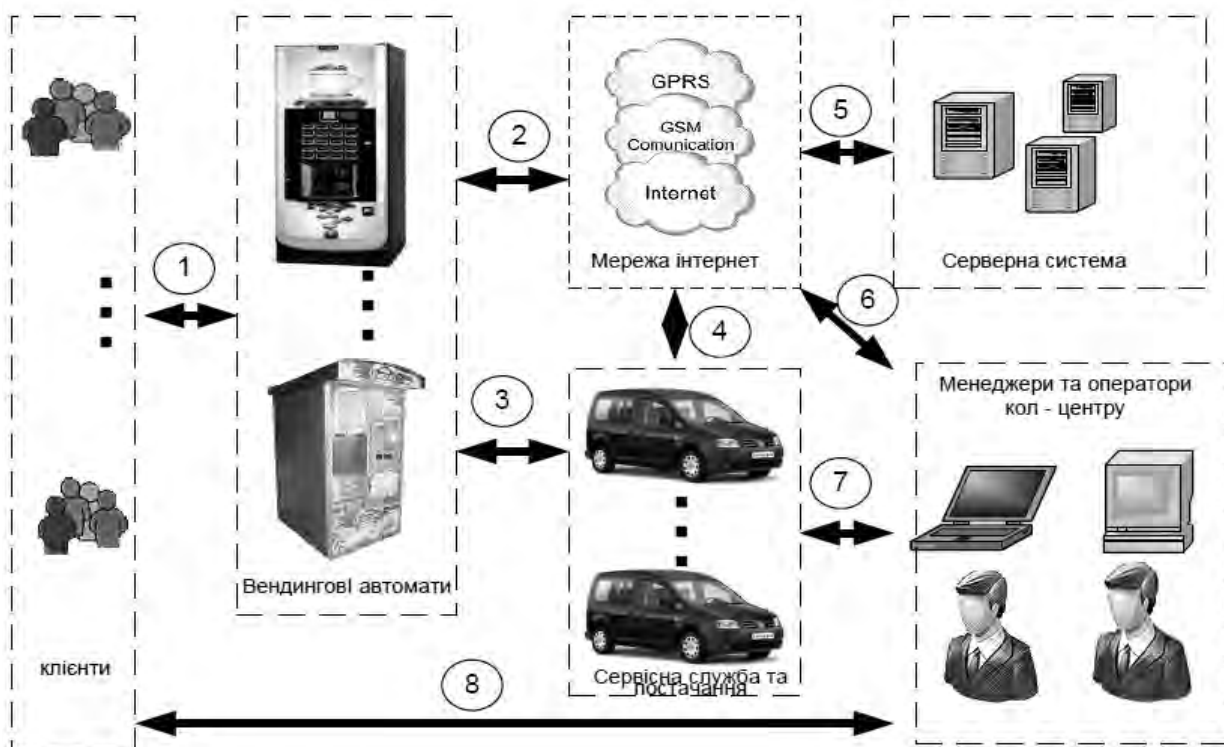 GPRS
GSM
Comunication
Internet
Мережа інтернет
Серверна система
1
2
3
4
5
6
7
8
Менеджери та оператори
кол - центру
Вендингові автомати
Сервісна служба та
постачання
клієнти